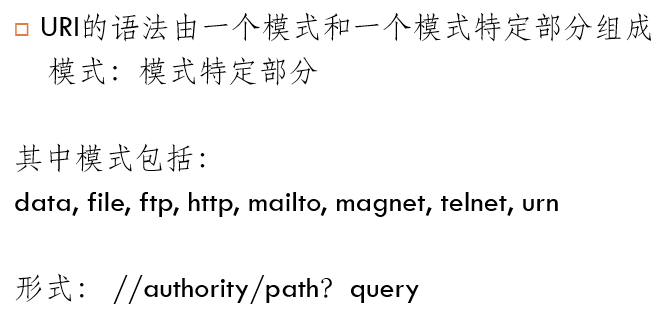 URI的语法由一个模式和一个模式特定部分组成
模式：模式特定部分
其中模式包括：
data, file, ftp, http, mailto, magnet, telnet, urn
形式： //authority/path？query